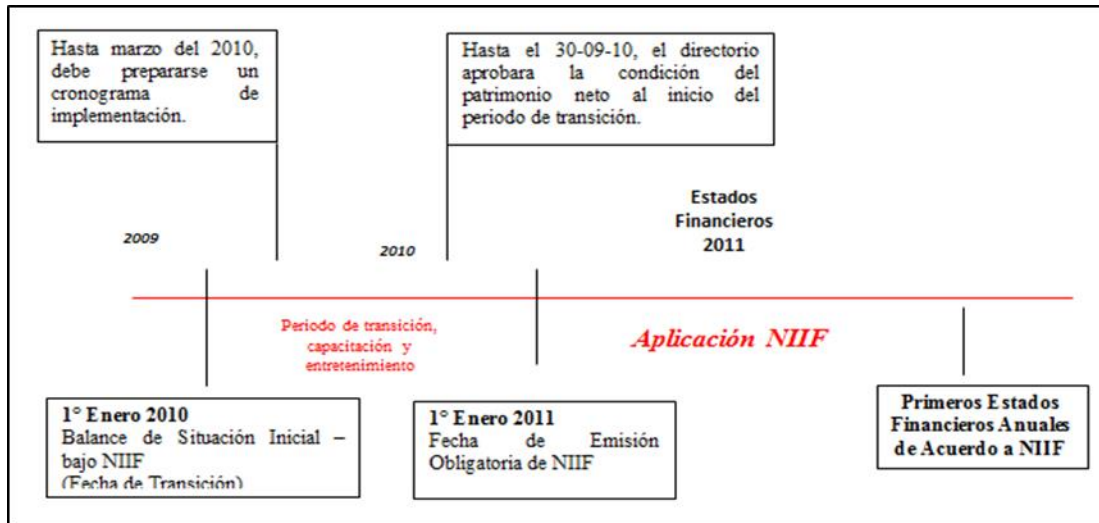 Hasta marzo del 2010,
debe prepararse un
cronograma de
implementación.
Hasta el 30-09-10, el directorio
aprobara la condición del
patrimonio neto al inicio del
periodo de transición.
Estados
Financieros
2011
2009
2010
Periodo de transición,
capacitación y
entretenimiento
Aplicación NIIF
1° Enero 2010
Balance de Situación Inicial –
bajo NIIF
(Fecha de Transición)
1° Enero 2011
Fecha de Emisión
Obligatoria de NIIF
Primeros Estados
Financieros Anuales
de Acuerdo a NIIF